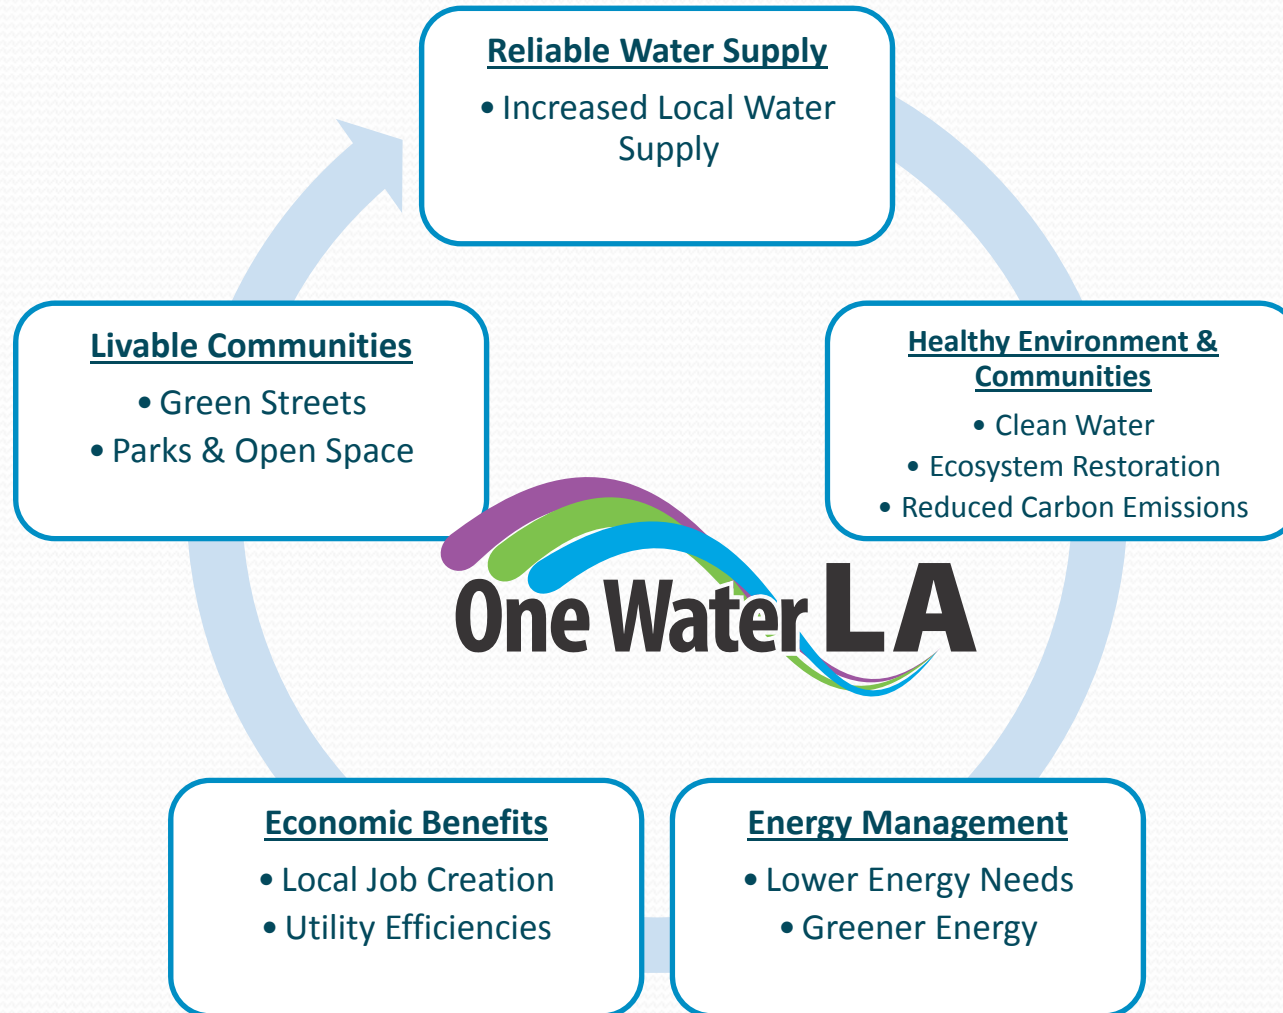 Reliable Water Supply
• Increased Local Water
Supply
Healthy Environment &
Communities
• Clean Water
• Ecosystem Restoration
• Reduced Carbon Emissions
Energy Management
• Lower Energy Needs
• Greener Energy
Economic Benefits
• Local Job Creation
• Utility Efficiencies
Livable Communities
• Green Streets
• Parks & Open Space
One Water LA